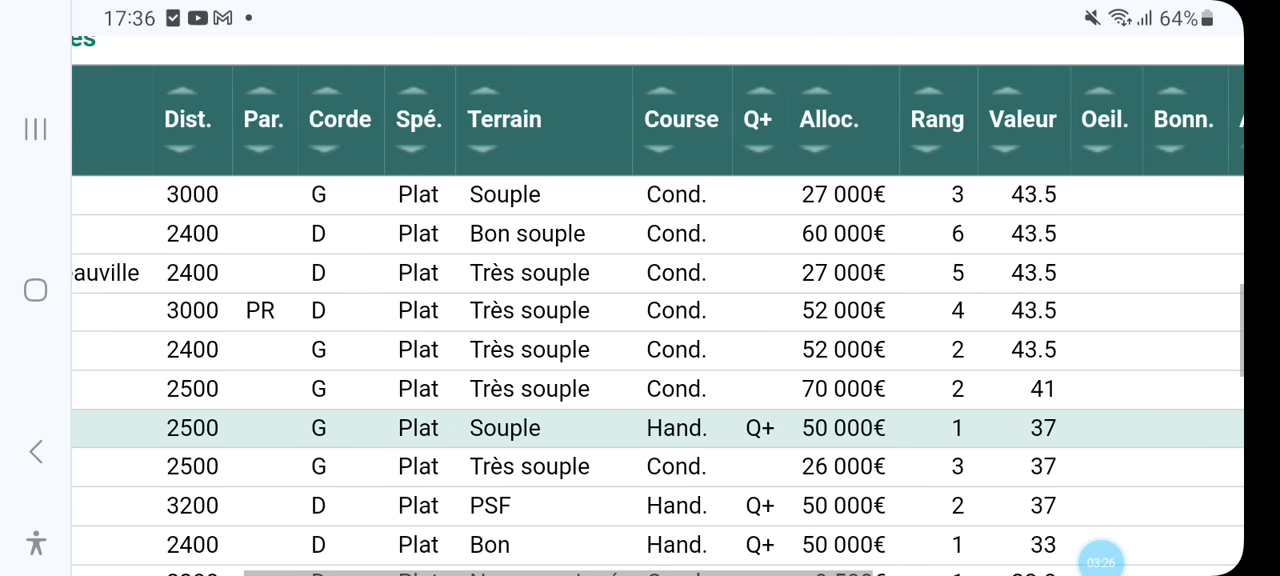 17:36 64%
es
Dist. Par. Corde Spé. Terrain Course Q+ Alloc. Rang Valeur Oeil. Bonn.
3000 G Plat Souple Cond. 27 000€ 3 43.5
2400 D Plat Bon souple Cond. 60 000€ 6 43.5
auville 2400 D Plat Très souple Cond. 27 000€ 5 43.5
3000 PR D Plat Très souple Cond. 52 000€ 4 43.5
2400 G Plat Très souple Cond. 52 000€ 2 43.5
2500 G Plat Très souple Cond. 70 000€ 2 41
2500 G Plat Souple Hand. Q+ 50 000€ 1 37
2500 G Plat Très souple Cond. 26 000€ 3 37
3200 D Plat PSF Hand. Q+ 50 000€ 2 37
2400 D Plat Bon Hand. Q+ 50 000€ 1 33
03:26